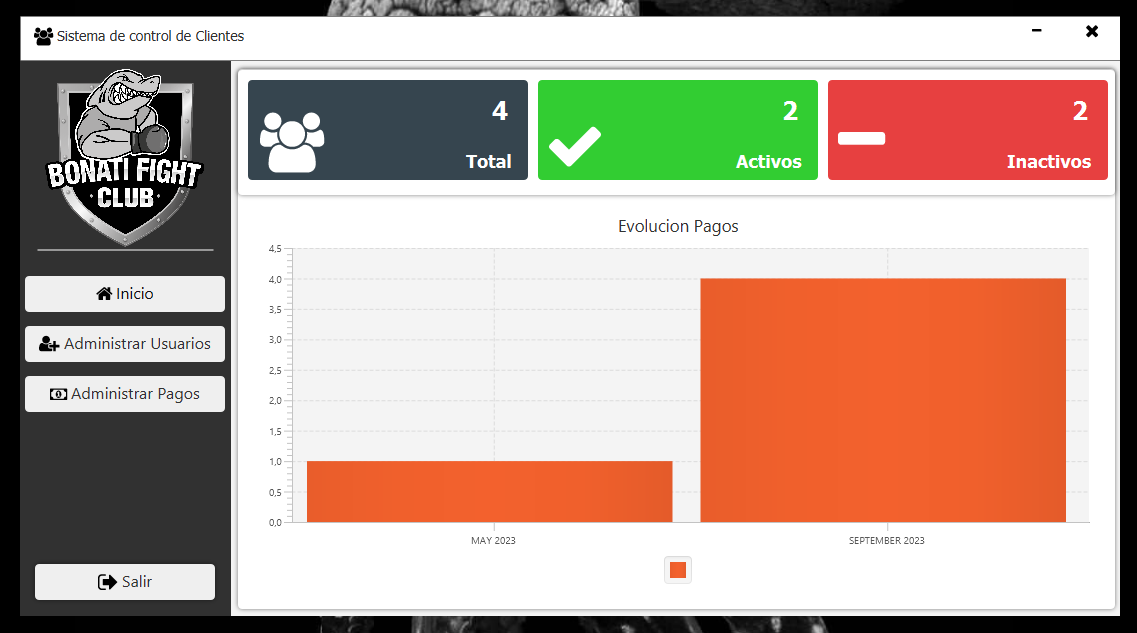 Sistema de control de Clientes
BONATI FIGHT
CLUB
Inicio
Administrar Usuarios
Administrar Pagos
Salir
4
Total
2
Activos
2
Inactivos
Evolucion Pagos
4,5
4,0
3,5
3,0
2,5
2,0
1,5
1,0
0,5
0,0
MAY 2023
SEPTEMBER 2023